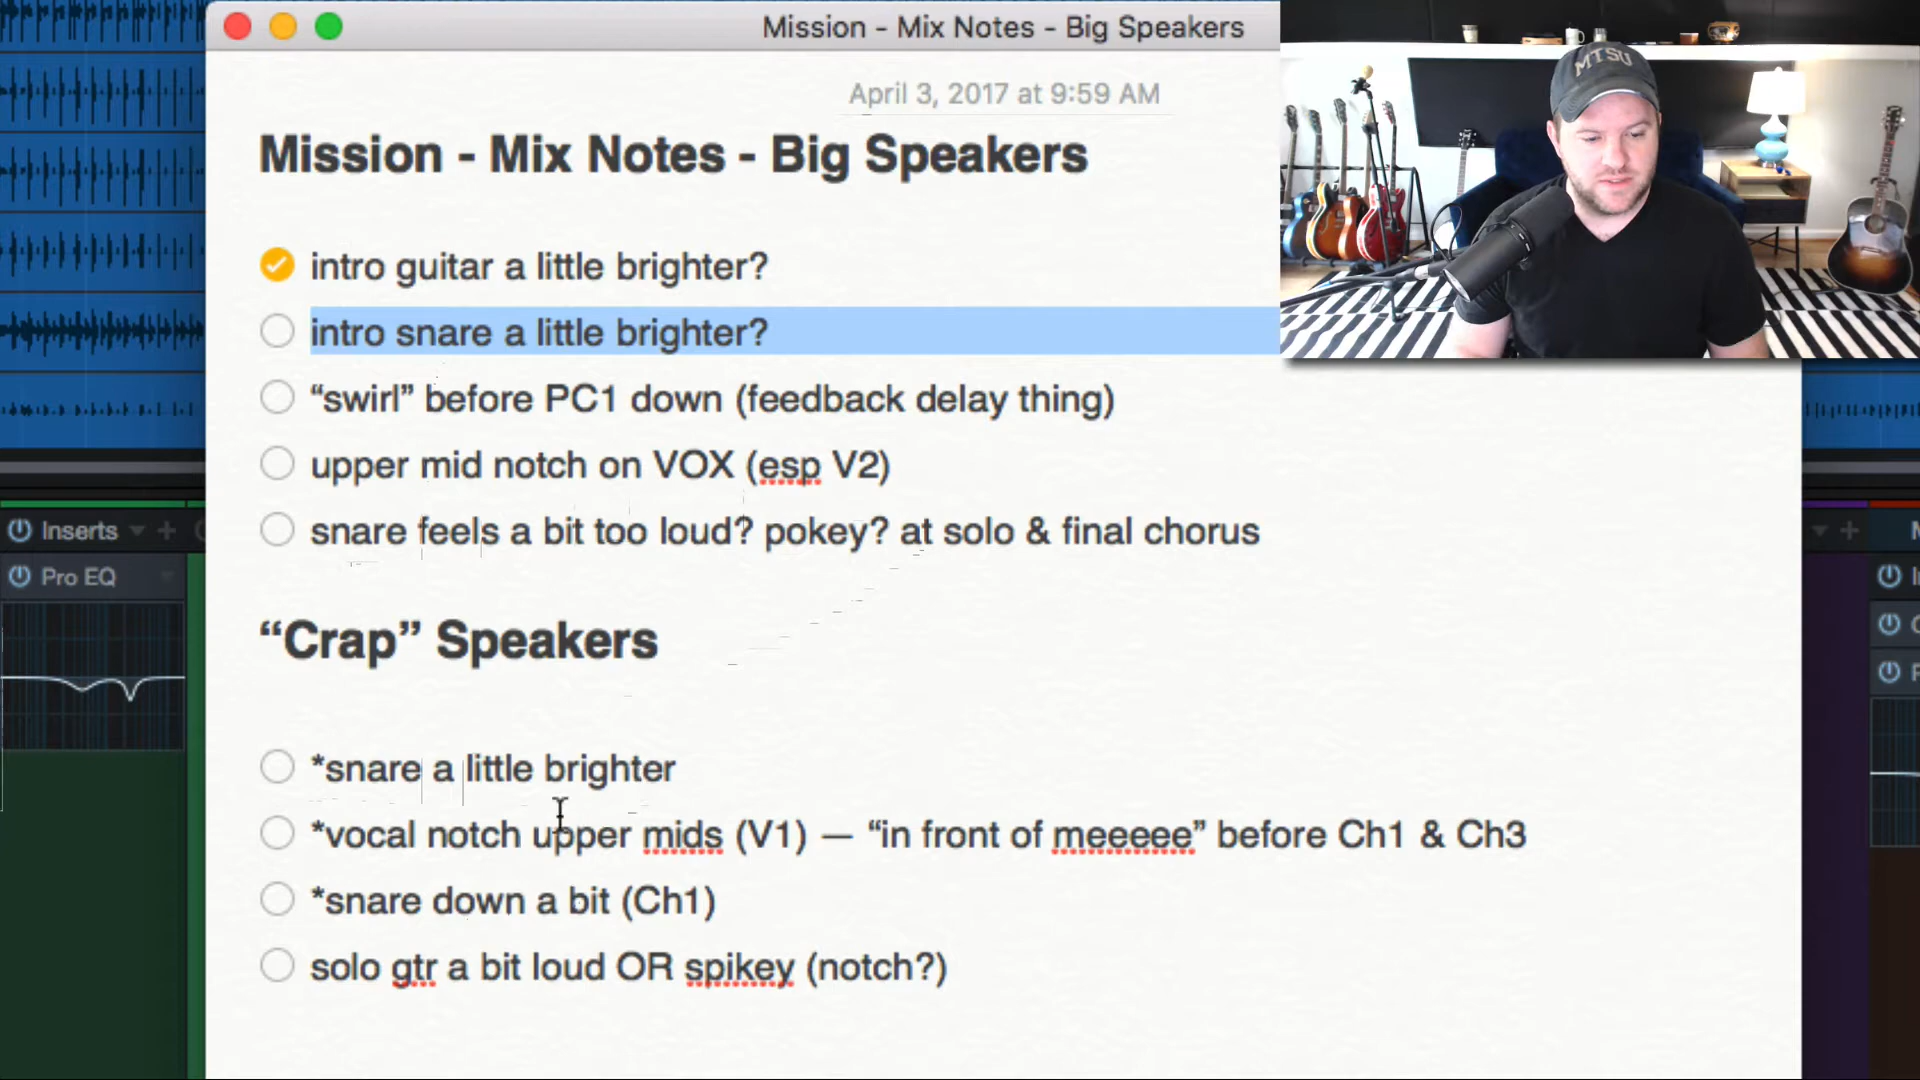 Mission - Mix Notes - Big Speakers
MTSU
April 3, 2017 at 9:59 AM
Mission - Mix Notes - Big Speakers
intro guitar a little brighter?
intro snare a little brighter?
“swirl” before PC1 down (feedback delay thing)
upper mid notch on VOX (esp V2)
snare feels a bit too loud? pokey? at solo & final chorus
Inserts
Pro EQ
“Crap” Speakers
*snare a little brighter
*vocal notch upper mids (V1) — “in front of meeeee” before Ch1 & Ch3
*snare down a bit (Ch1)
solo gtr a bit loud OR spikey (notch?)